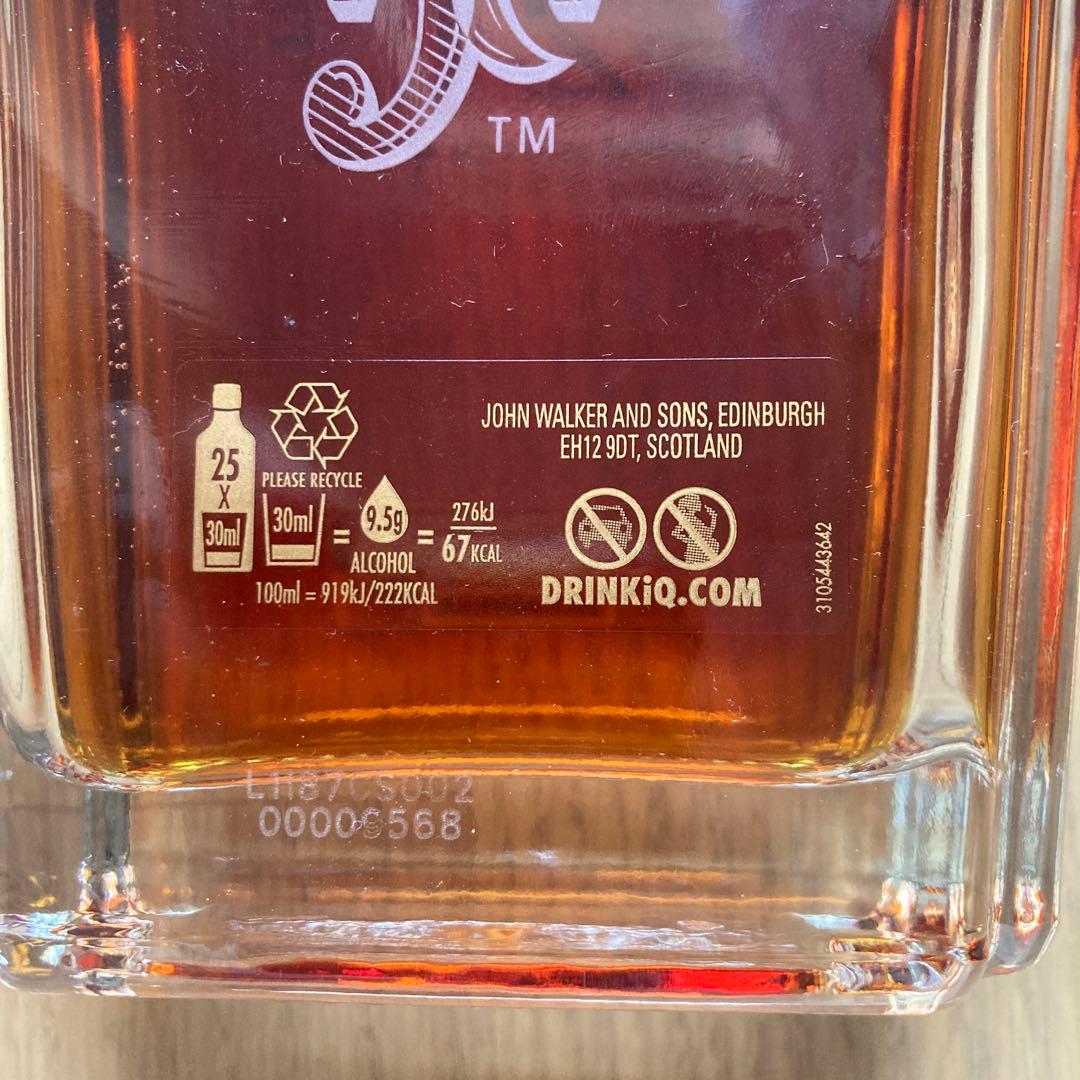 TM
25
X
30ml
PLEASE RECYCLE
30ml
=
9.5g
ALCOHOL
=
276kJ
67KCAL
100ml = 919kJ/222KCAL
JOHN WALKER AND SONS, EDINBURGH
EH12 9DT, SCOTLAND
DRINKiQ.COM
3105443642
L1187CS002